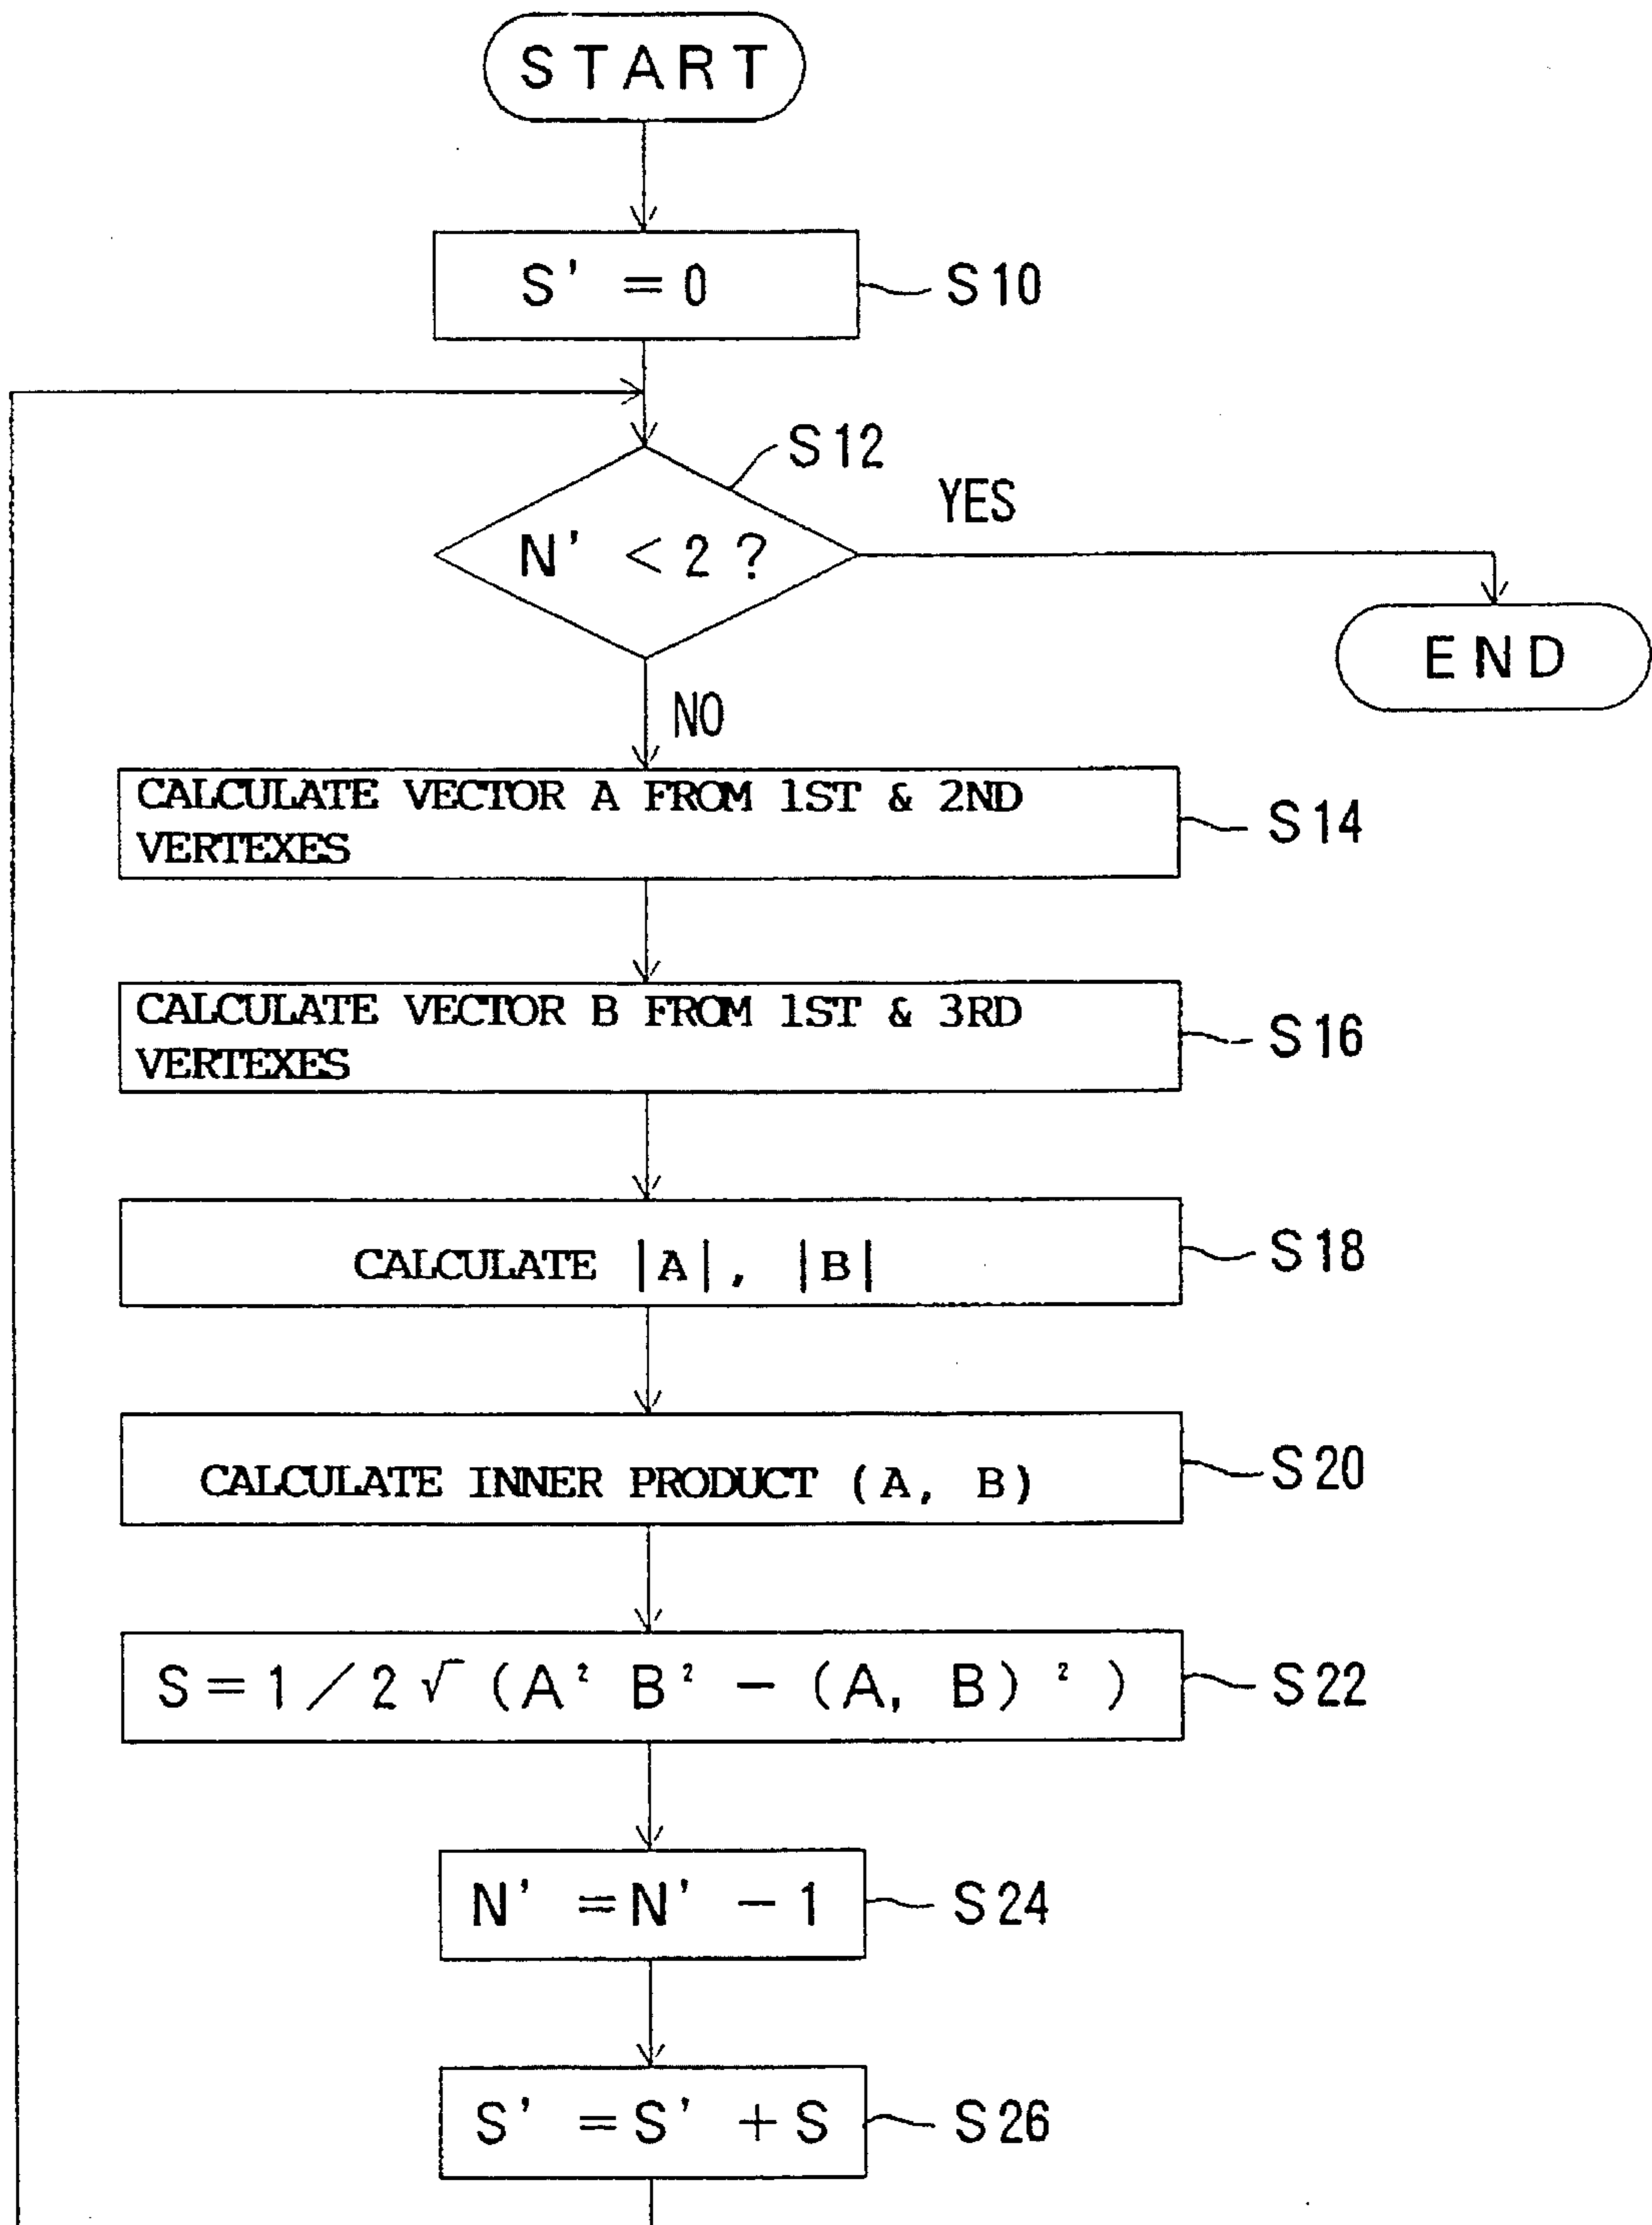 START
S' = 0
S10
S12
N' < 2 ?
YES
END
NO
CALCULATE VECTOR A FROM 1ST & 2ND
VERTEXES
S14
CALCULATE VECTOR B FROM 1ST & 3RD
VERTEXES
S16
CALCULATE |A|, |B|
S18
CALCULATE INNER PRODUCT (A, B)
S20
S=1/2√(A² B² - (A, B)²)
S22
N' =N' -1
S24
S' =S' +S
S26